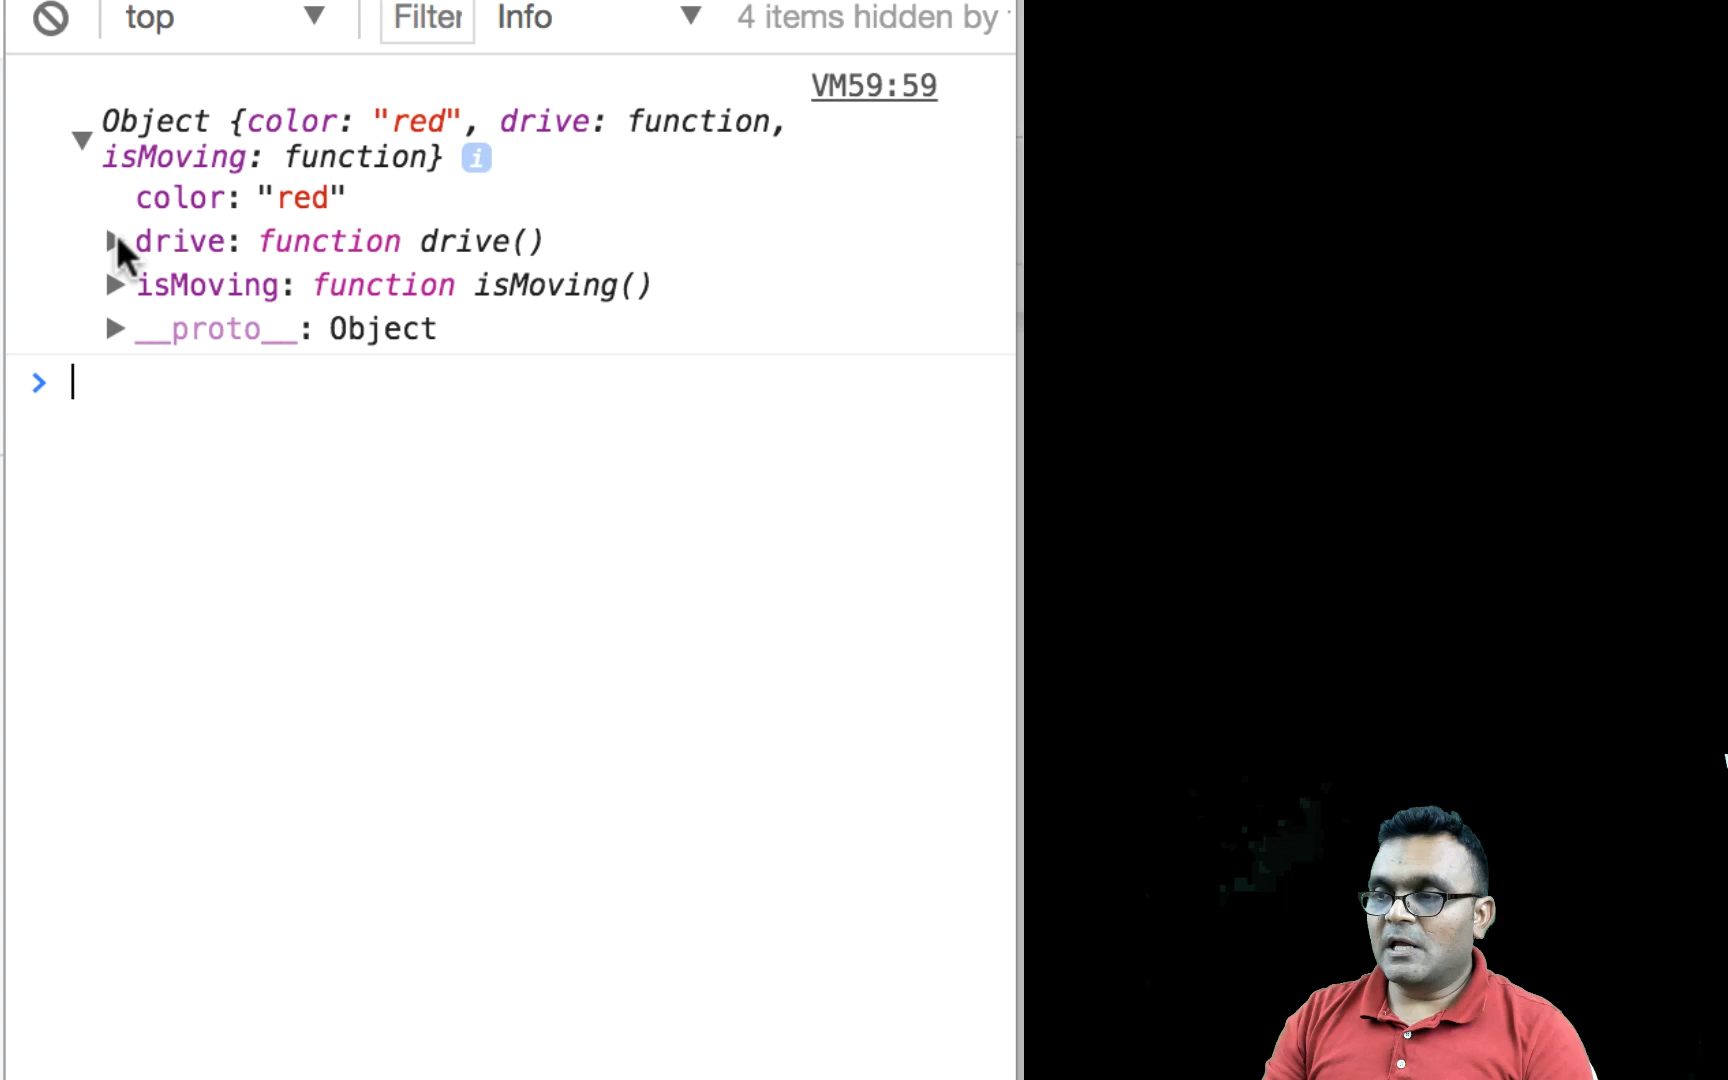 top Filter Info 4 items hidden by
VM59:59
Object {color: "red", drive: function,
isMoving: function} i
color: "red"
drive: function drive()
isMoving: function isMoving()
__proto__: Object
>